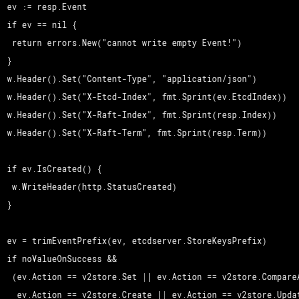 ev := resp.Event
if ev == nil {
return errors.New("cannot write empty Event!")
}
w.Header().Set("Content-Type", "application/json")
w.Header().Set("X-Etcd-Index", fmt.Sprint(ev.EtcdIndex))
w.Header().Set("X-Raft-Index", fmt.Sprint(resp.Index))
w.Header().Set("X-Raft-Term", fmt.Sprint(resp.Term))
if ev.IsCreated() {
w.WriteHeader(http.StatusCreated)
}
ev = trimEventPrefix(ev, etcdserver.StoreKeysPrefix)
if noValueOnSuccess &&
(ev.Action == v2store.Set || ev.Action == v2store.Compare
ev.Action == v2store.Create || ev.Action == v2store.Updat